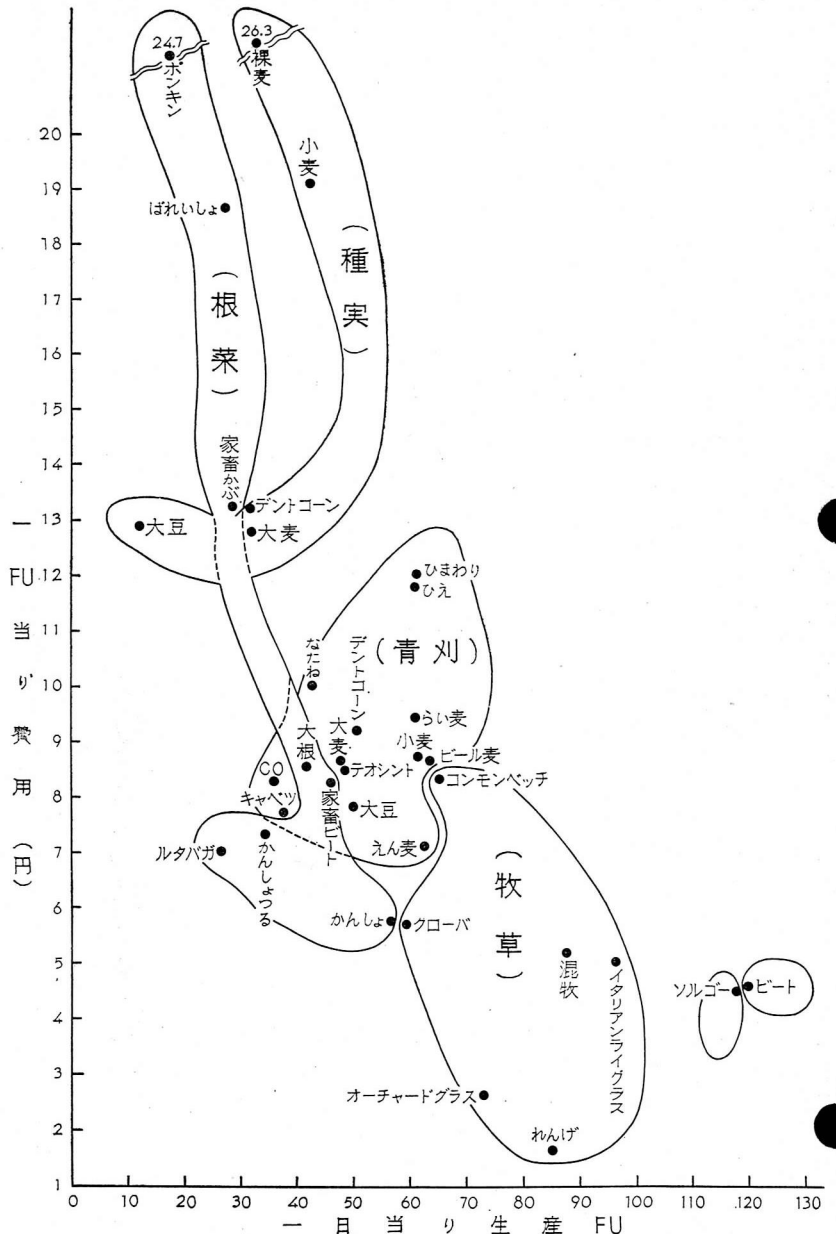 24.7
ポンキン
26.3
裸麦
小麦
ばれいしょ
（種実）
（根菜）
家畜かぶ
デントコーン
大豆
大麦
ひまわり
ひえ
（青刈）
なたね
デントコーン
らい麦
大根
大麦
小麦
ビール麦
CO
テオシント
コンモンベッチ
キャベツ
家畜ビート
大豆
ルタバガ
かんしょつる
えん麦
（牧草）
かんしょ
クローバ
混牧
イタリアンライグラス
ソルゴー
ビート
オーチャードグラス
れんげ
一FU当り費用（円）
20
19
18
17
16
15
14
13
12
11
10
9
8
7
6
5
4
3
2
1
0 10 20 30 40 50 60 70 80 90 100 110 120 130
一日当り生産FU